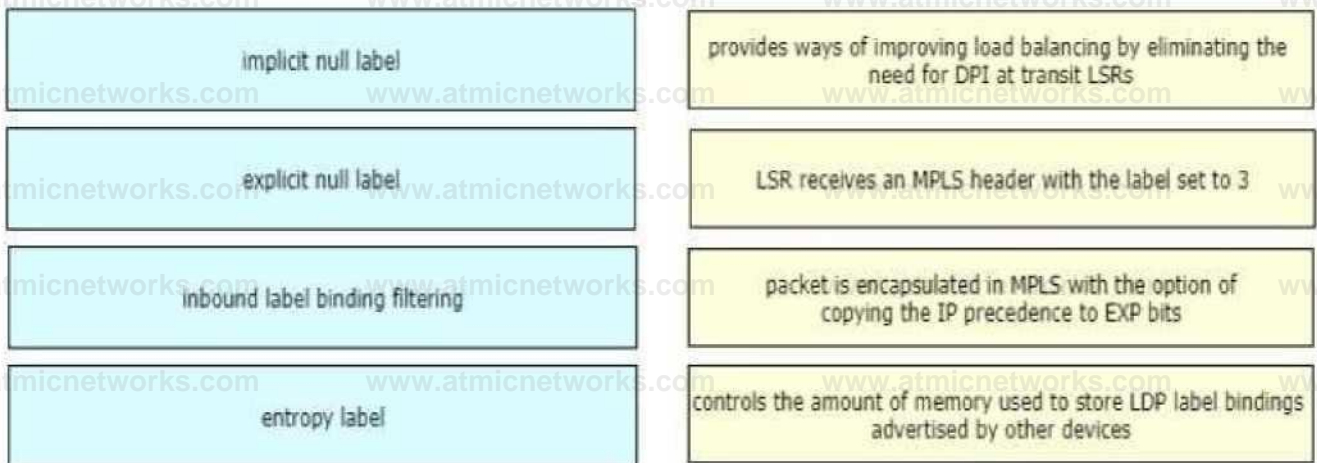 implicit null label
provides ways of improving load balancing by eliminating the
need for DPI at transit LSRs
explicit null label
LSR receives an MPLS header with the label set to 3
inbound label binding filtering
packet is encapsulated in MPLS with the option of
copying the IP precedence to EXP bits
entropy label
controls the amount of memory used to store LDP label bindings
advertised by other devices
www.atmicnetworks.com